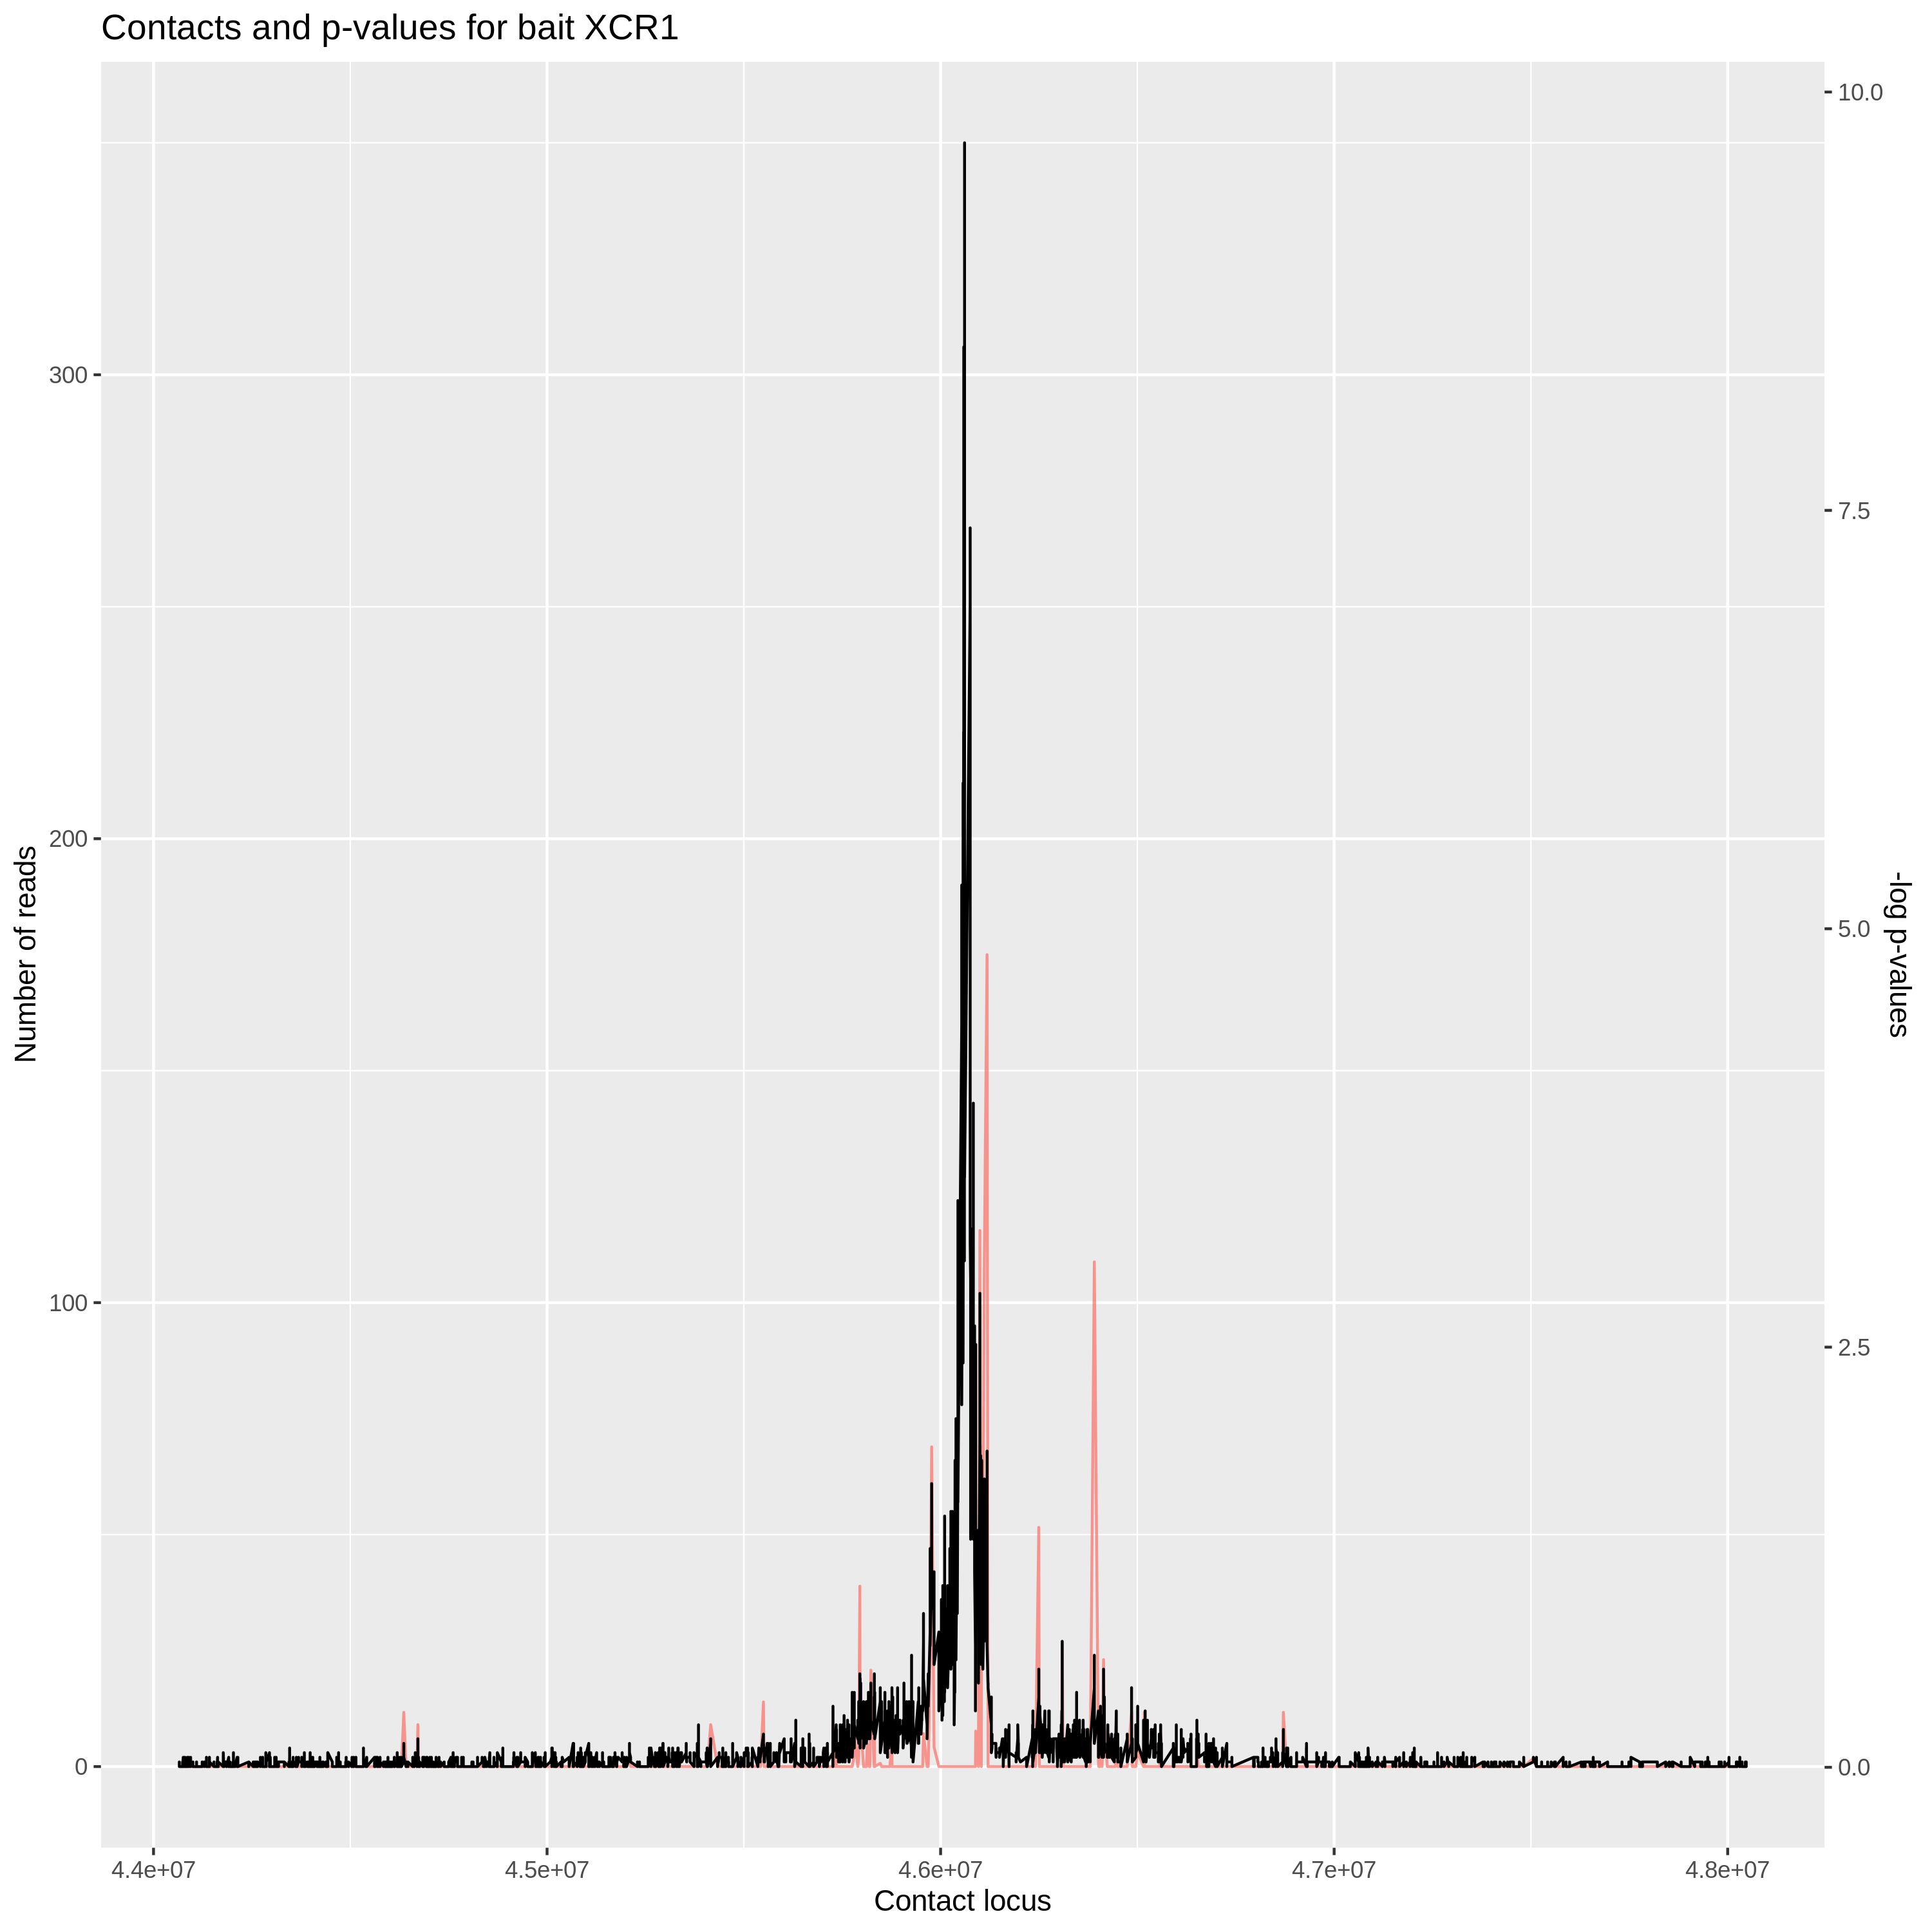 Contacts and p-values for bait XCR1
10.0
7.5
5.0
2.5
0.0
-log p-values
300
200
100
0
Number of reads
4.4e+07
4.5e+07
4.6e+07
4.7e+07
4.8e+07
Contact locus